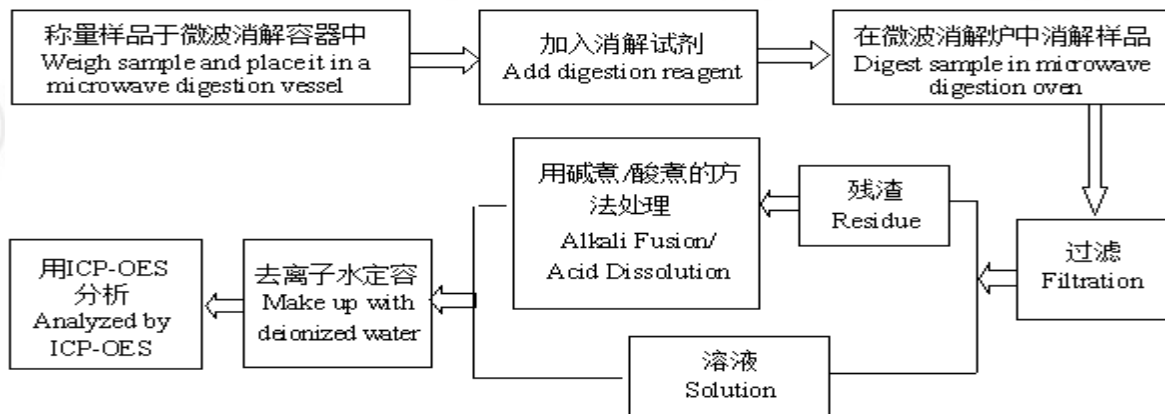 称量样品于微波消解容器中
Weigh sample and place it in a
microwave digestion vessel
加入消解试剂
Add digestion reagent
在微波消解炉中消解样品
Digest sample in microwave
digestion oven
过滤
Filtration
残渣
Residue
用碱煮/酸煮的方
法处理
Alkali Fusion/
Acid Dissolution
溶液
Solution
去离子水定容
Make up with
deionized water
用ICP-OES
分析
Analyzed by
ICP-OES